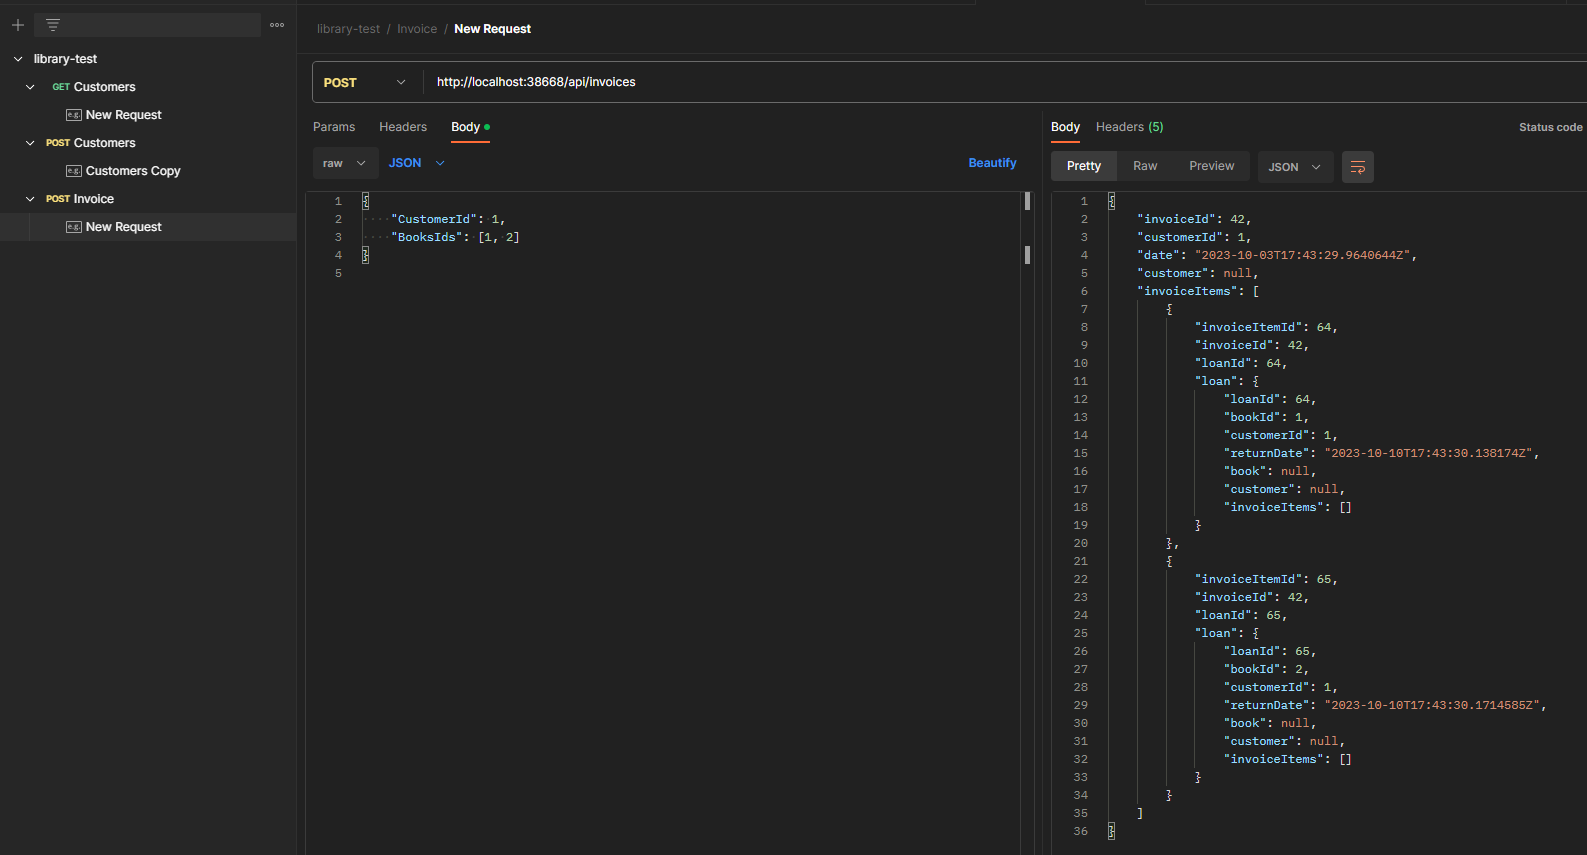 library-test
GET Customers
e.g. New Request
POST Customers
e.g. Customers Copy
POST Invoice
e.g. New Request
library-test / Invoice / New Request
POST http://localhost:38668/api/invoices
Params Headers Body
raw JSON Beautify
1 {
2 "CustomerId": 1,
3 "BooksIds": [1, 2]
4 }
5
Body Headers (5) Status code
Pretty Raw Preview JSON
1 {
2 "invoiceId": 42,
3 "customerId": 1,
4 "date": "2023-10-03T17:43:29.9640644Z",
5 "customer": null,
6 "invoiceItems": [
7 {
8 "invoiceItemId": 64,
9 "invoiceId": 42,
10 "loanId": 64,
11 "loan": {
12 "loanId": 64,
13 "bookId": 1,
14 "customerId": 1,
15 "returnDate": "2023-10-10T17:43:30.138174Z",
16 "book": null,
17 "customer": null,
18 "invoiceItems": []
19 }
20 },
21 {
22 "invoiceItemId": 65,
23 "invoiceId": 42,
24 "loanId": 65,
25 "loan": {
26 "loanId": 65,
27 "bookId": 2,
28 "customerId": 1,
29 "returnDate": "2023-10-10T17:43:30.1714585Z",
30 "book": null,
31 "customer": null,
32 "invoiceItems": []
33 }
34 }
35 ]
36 }